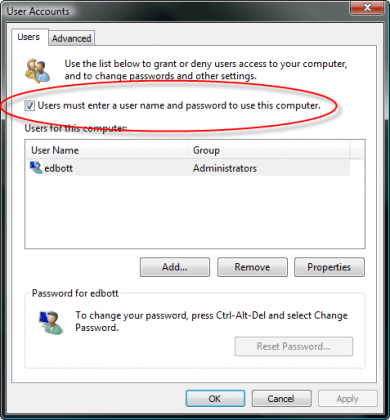 User Accounts
Users
Advanced
Use the list below to grant or deny users access to your computer,
and to change passwords and other settings.
Users must enter a user name and password to use this computer.
Users for this computer:
User Name Group
edbott Administrators
Add... Remove Properties
Password for edbott
To change your password, press Ctrl-Alt-Del and select Change
Password.
Reset Password...
OK Cancel Apply